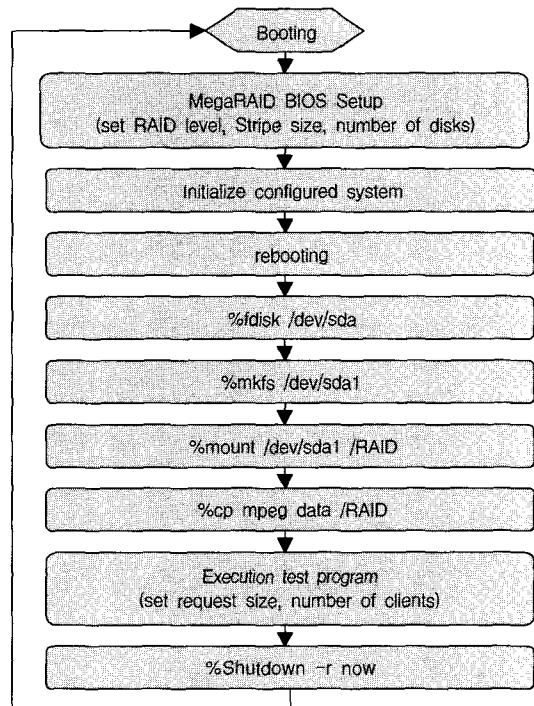 Booting
MegaRAID BIOS Setup
(set RAID level, Stripe size, number of disks)
Initialize configured system
rebooting
%fdisk /dev/sda
%mkfs /dev/sda1
%mount /dev/sda1 /RAID
%cp mpeg data /RAID
Execution test program
(set request size, number of clients)
%Shutdown -r now